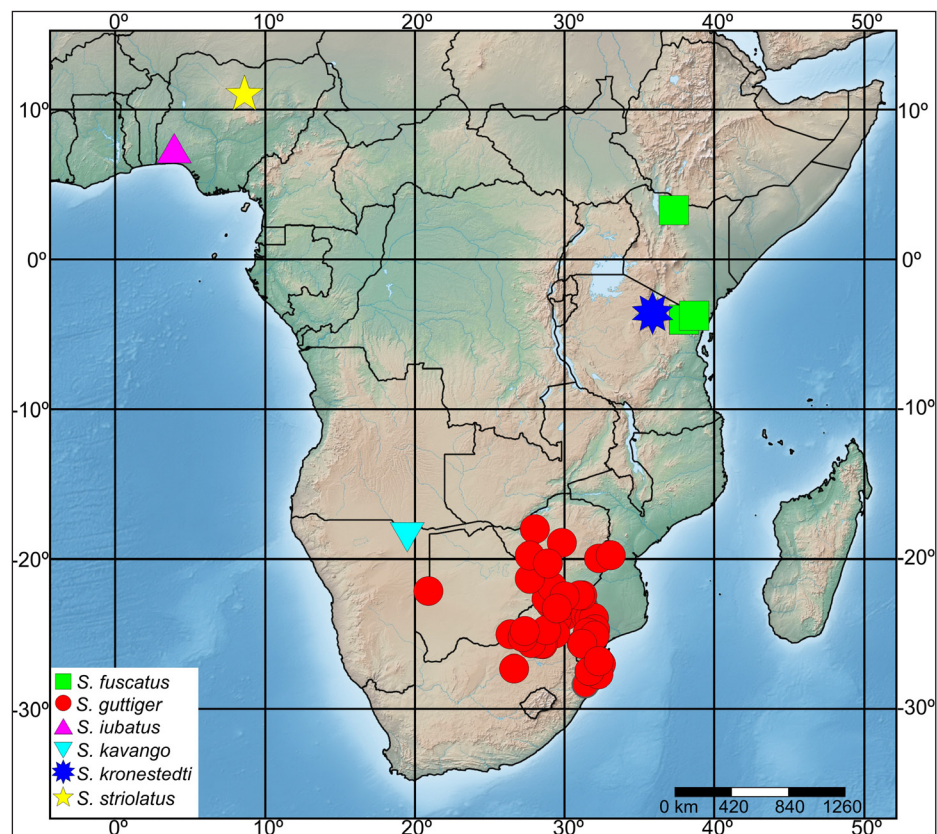 0º 10º 20º 30º 40º 50º
10º 10º
0º 0º
-10º -10º
-20º -20º
-30º -30º
S. fuscatus
S. guttiger
S. iubatus
S. kavango
S. kronestedti
S. striolatus
0 km 420 840 1260
0º 10º 20º 30º 40º 50º